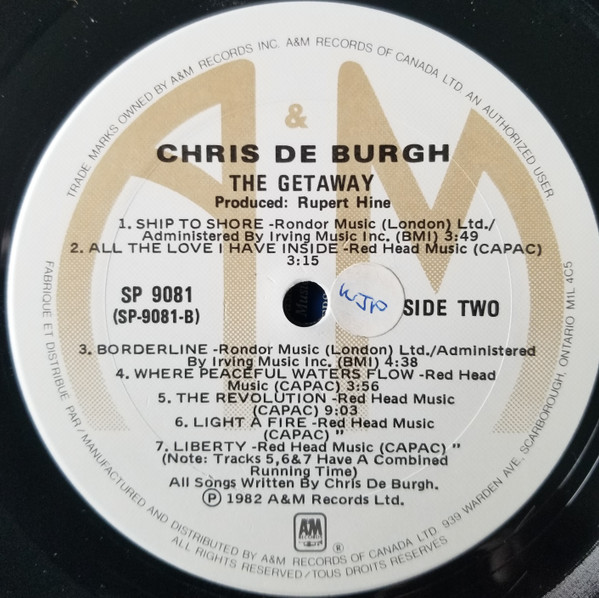 TRADE MARKS OWNED BY A&M RECORDS INC. A&M RECORDS OF CANADA LTD. AN AUTHORIZED USER
&
CHRIS DE BURGH
THE GETAWAY
Produced: Rupert Hine
1. SHIP TO SHORE -Rondor Music (London) Ltd./
Administered By Irving Music Inc. (BMI) 3:49
2. ALL THE LOVE I HAVE INSIDE -Red Head Music (CAPAC)
3:15
SP 9081
(SP-9081-B)
WJP
SIDE TWO
3. BORDERLINE -Rondor Music (London) Ltd./Administered
By Irving Music Inc. (BMI) 4:38
4. WHERE PEACEFUL WATERS FLOW -Red Head
Music (CAPAC) 3:56
5. THE REVOLUTION -Red Head Music
(CAPAC) 9:03
6. LIGHT A FIRE -Red Head Music
(CAPAC) "
7. LIBERTY -Red Head Music (CAPAC) "
(Note: Tracks 5,6&7 Have A Combined
Running Time)
All Songs Written By Chris De Burgh.
Ⓟ 1982 A&M Records Ltd.
A&M
RECORDS
®
FABRIQUE ET DISTRIBUE PAR / MANUFACTURED AND DISTRIBUTED BY A&M RECORDS OF CANADA LTD. 939 WARDEN AVE, SCARBOROUGH, ONTARIO M1L 4C5
ALL RIGHTS RESERVED / TOUS DROITS RESERVES